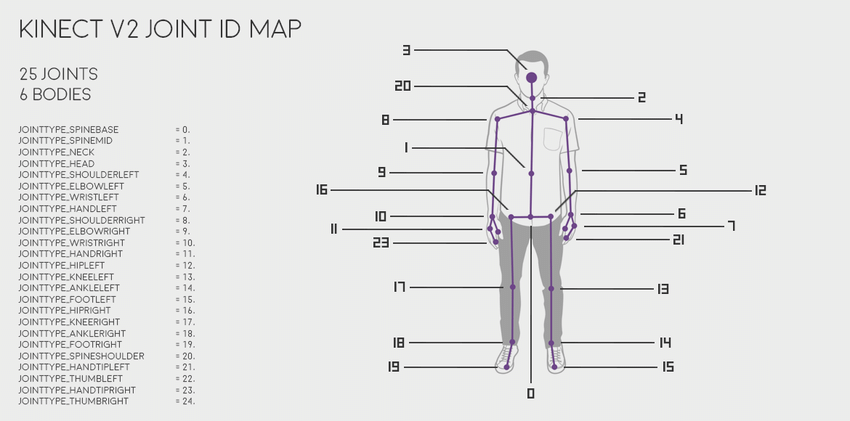 KINECT V2 JOINT ID MAP
25 JOINTS
6 BODIES
JOINTTYPE_SPINEBASE = 0.
JOINTTYPE_SPINEMID = 1.
JOINTTYPE_NECK = 2.
JOINTTYPE_HEAD = 3.
JOINTTYPE_SHOULDERLEFT = 4.
JOINTTYPE_ELBOWLEFT = 5.
JOINTTYPE_WRISTLEFT = 6.
JOINTTYPE_HANDLEFT = 7.
JOINTTYPE_SHOULDERRIGHT = 8.
JOINTTYPE_ELBOWRIGHT = 9.
JOINTTYPE_WRISTRIGHT = 10.
JOINTTYPE_HANDRIGHT = 11.
JOINTTYPE_HIPLEFT = 12.
JOINTTYPE_KNEELEFT = 13.
JOINTTYPE_ANKLELEFT = 14.
JOINTTYPE_FOOTLEFT = 15.
JOINTTYPE_HIPRIGHT = 16.
JOINTTYPE_KNEERIGHT = 17.
JOINTTYPE_ANKLERIGHT = 18.
JOINTTYPE_FOOTRIGHT = 19.
JOINTTYPE_SPINESHOULDER = 20.
JOINTTYPE_HANDTIPLEFT = 21.
JOINTTYPE_THUMBLEFT = 22.
JOINTTYPE_HANDTIPRIGHT = 23.
JOINTTYPE_THUMBRIGHT = 24.
3
20
2
8
4
1
9
5
16
12
10
6
11
7
23
21
17
13
18
14
19
15
0